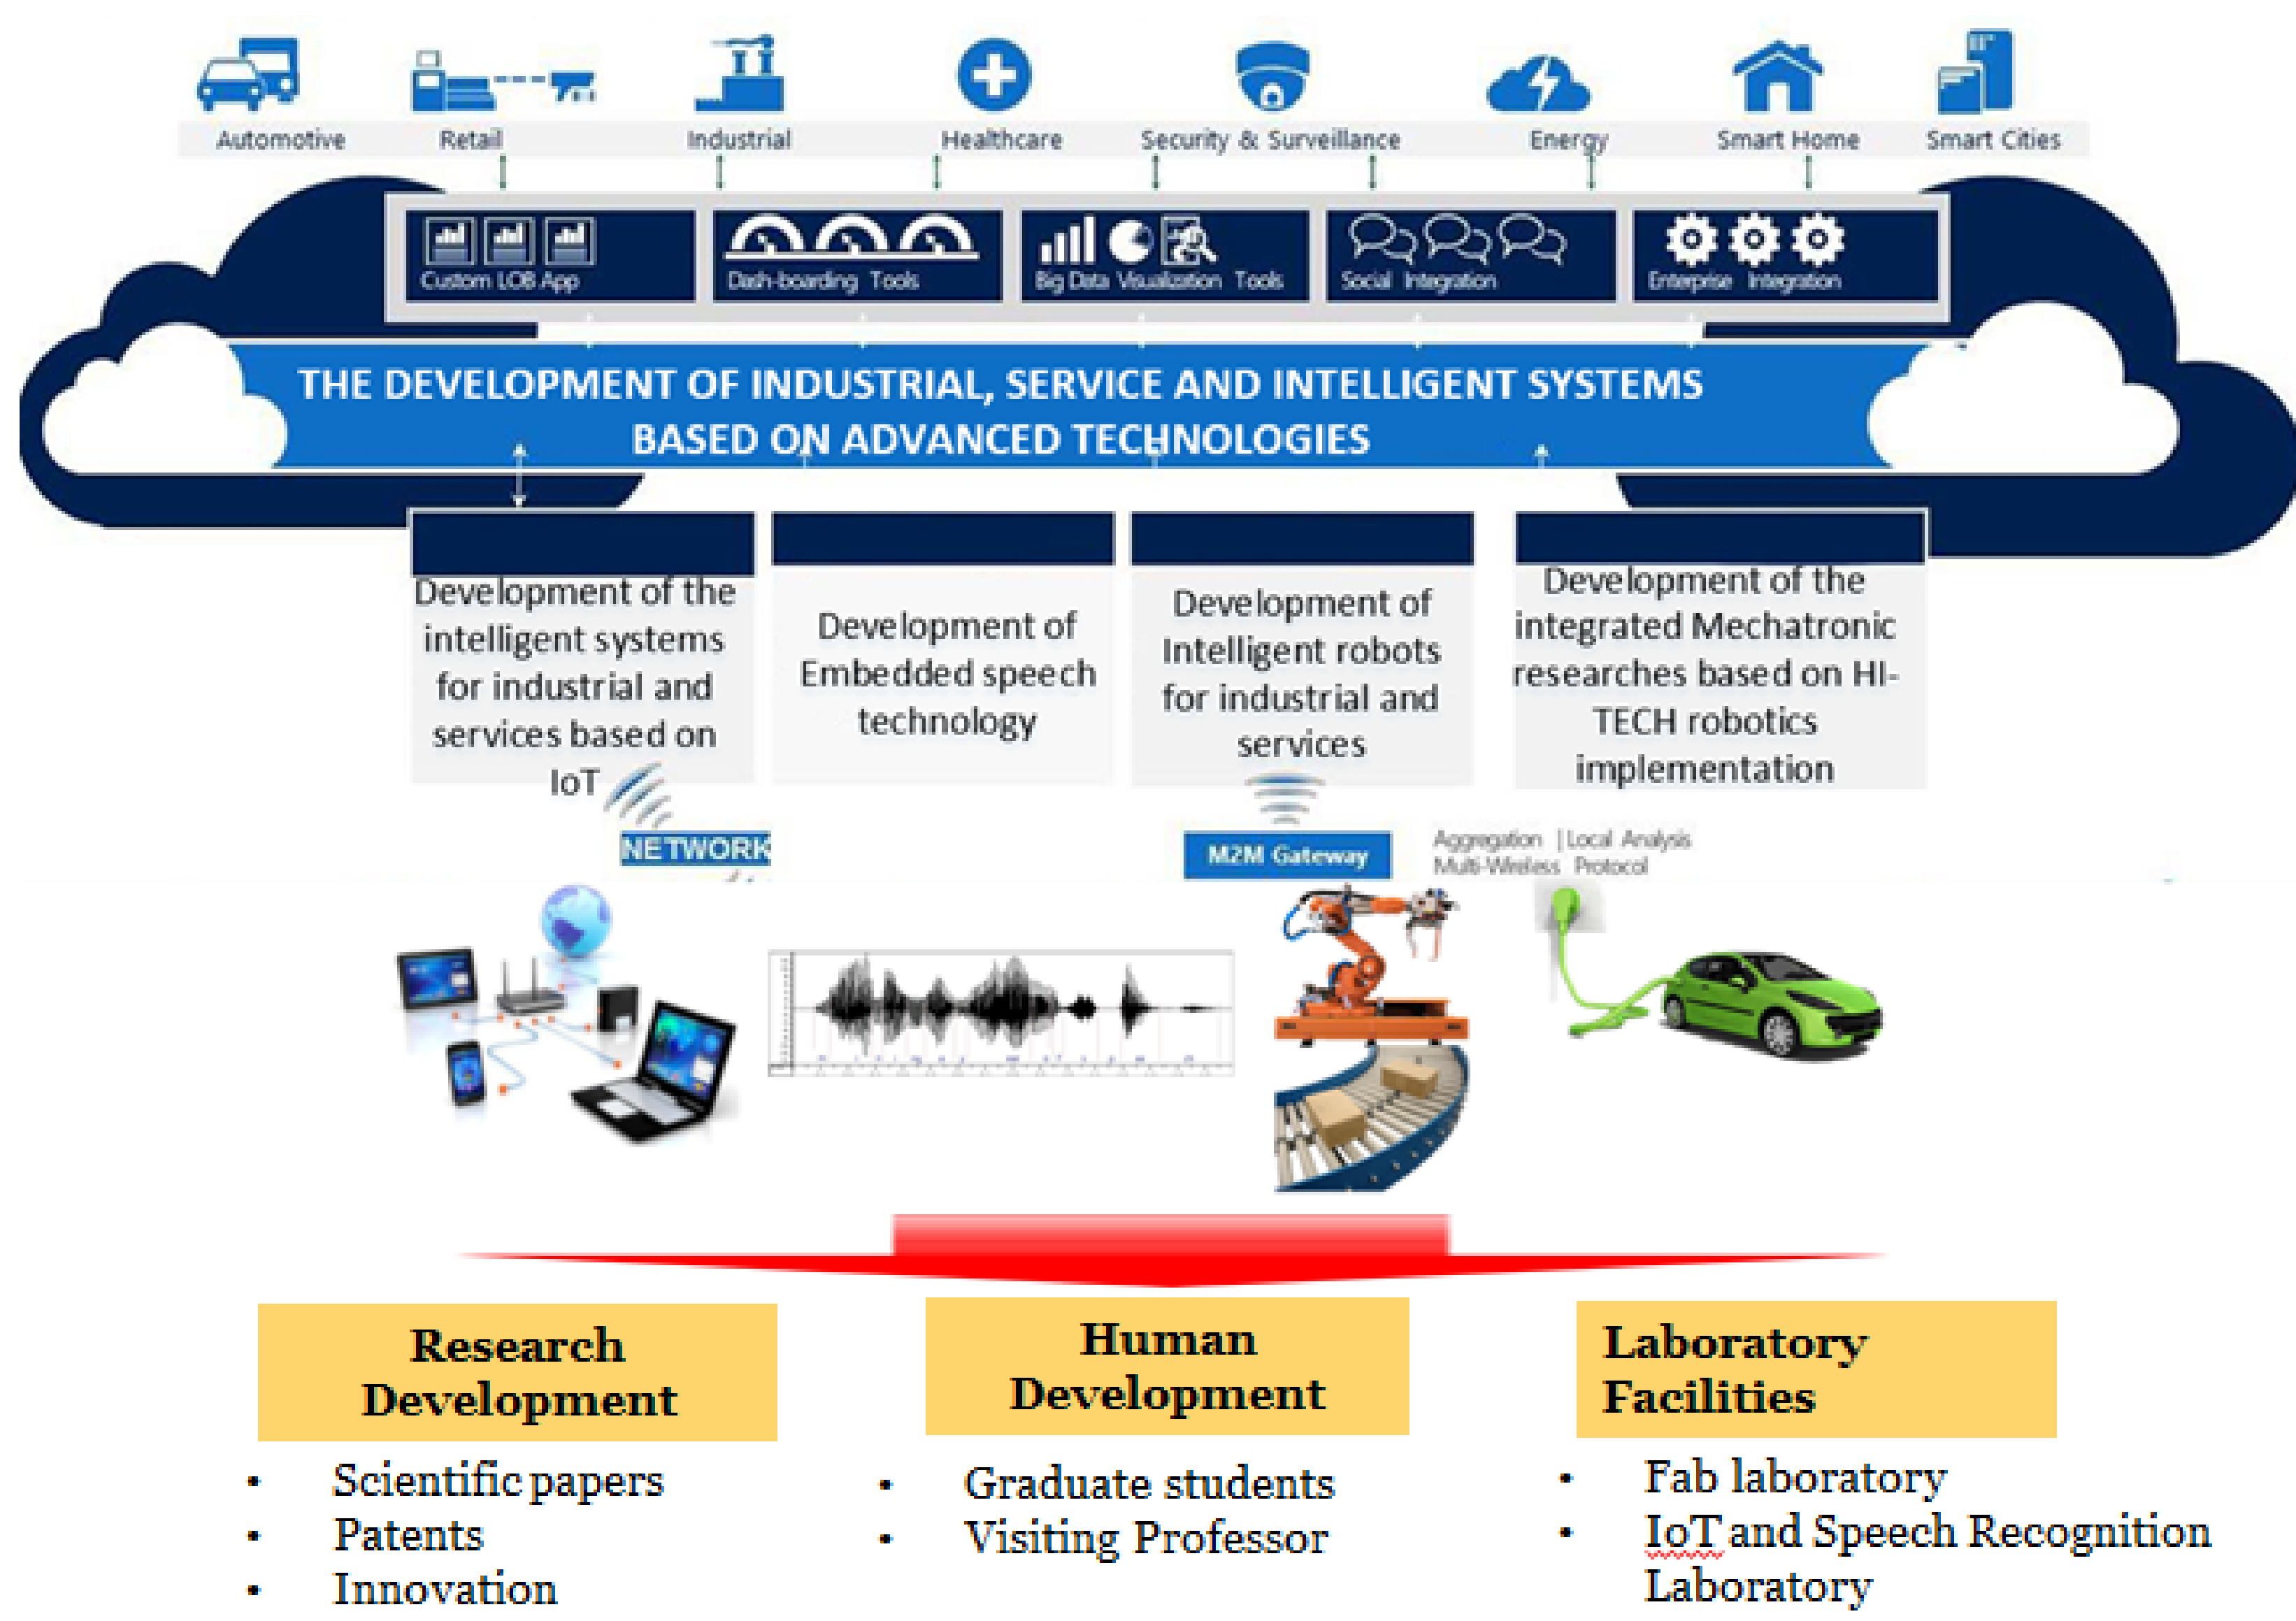 Automotive Retail Industrial Healthcare Security & Surveillance Energy Smart Home Smart Cities
Custom LOB App Dash-boarding Tools Big Data Visualization Tools Social Integration Enterprise Integration
THE DEVELOPMENT OF INDUSTRIAL, SERVICE AND INTELLIGENT SYSTEMS
BASED ON ADVANCED TECHNOLOGIES
Development of the
intelligent systems
for industrial and
services based on
IoT
Development of
Embedded speech
technology
Development of
Intelligent robots
for industrial and
services
Development of the
integrated Mechatronic
researches based on HI-
TECH robotics
implementation
NETWORK
M2M Gateway
Aggregation | Local Analysis
Multi-Wireless Protocol
Research
Development
• Scientific papers
• Patents
• Innovation
Human
Development
• Graduate students
• Visiting Professor
Laboratory
Facilities
• Fab laboratory
• IoT and Speech Recognition
Laboratory